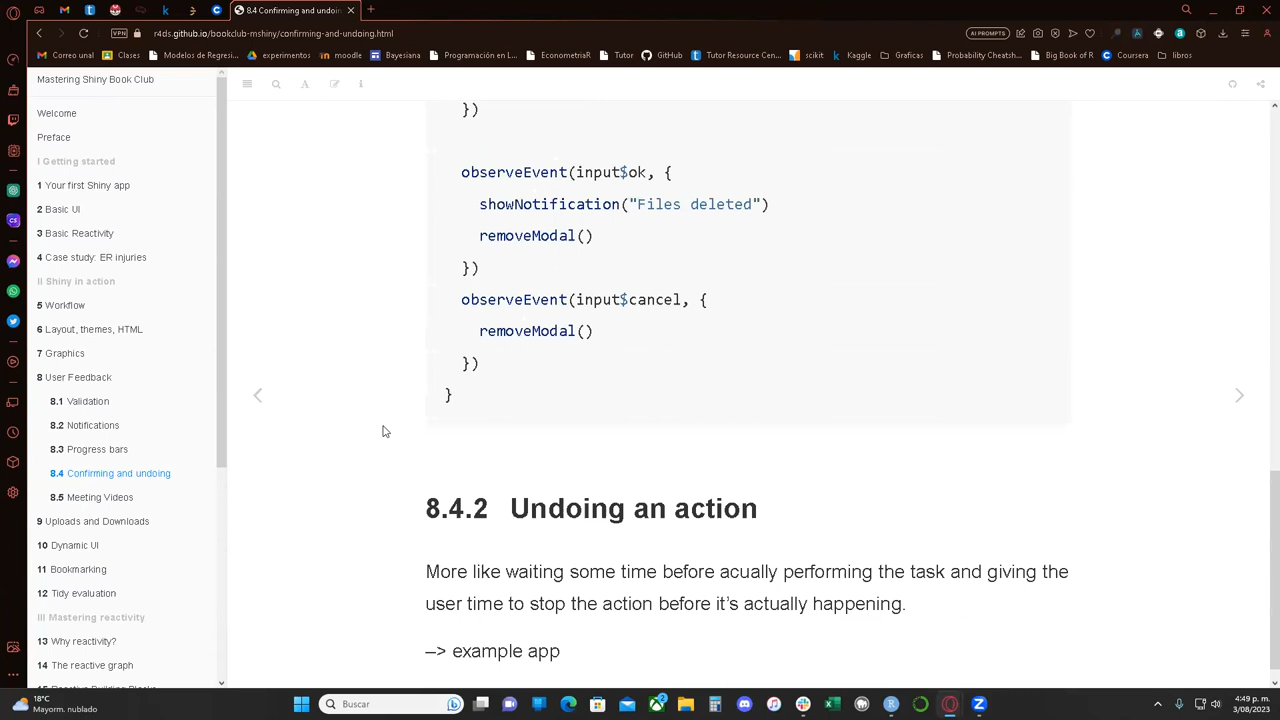 8.4 Confirming and undoin
r4ds.github.io/bookclub-mshiny/confirming-and-undoing.html
AI PROMPTS
Correo unal
Clases
Modelos de Regresi...
experimentos
moodle
Bayesiana
Programación en L...
EconometriaR
Tutor
GitHub
Tutor Resource Cen...
scikit
Kaggle
Graficas
Probability Cheatsh...
Big Book of R
Coursera
Otros favoritos
Mastering Shiny Book Club
Welcome
Preface
I Getting started
1 Your first Shiny app
2 Basic UI
3 Basic Reactivity
4 Case study: ER injuries
II Shiny in action
5 Workflow
6 Layout, themes, HTML
7 Graphics
8 User Feedback
8.1 Validation
8.2 Notifications
8.3 Progress bars
8.4 Confirming and undoing
8.5 Meeting Videos
9 Uploads and Downloads
10 Dynamic UI
11 Bookmarking
12 Tidy evaluation
III Mastering reactivity
13 Why reactivity?
14 The reactive graph
})
observeEvent(input$ok, {
showNotification("Files deleted")
removeModal()
})
observeEvent(input$cancel, {
removeModal()
})
}
8.4.2 Undoing an action
More like waiting some time before acually performing the task and giving the
user time to stop the action before it's actually happening.
–> example app
18°C
Mayorm. nublado
Buscar
4:49 p. m.
3/08/2023